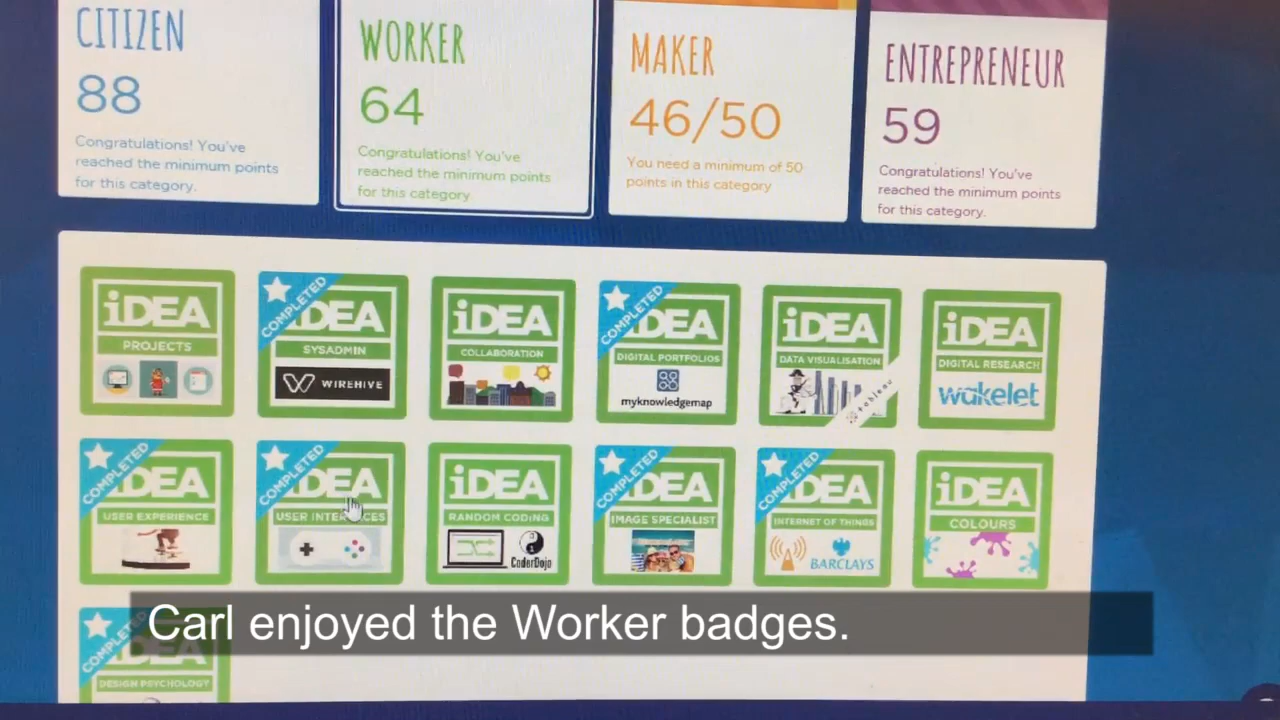 CITIZEN
88
Congratulations! You've
reached the minimum points
for this category.
WORKER
64
Congratulations! You've
reached the minimum points
for this category
MAKER
46/50
You need a minimum of 50
points in this category
ENTREPRENEUR
59
Congratulations! You've
reached the minimum points
for this category.
iDEA
PROJECTS
COMPLETED
iDEA
SYSADMIN
WIREHIVE
iDEA
COLLABORATION
COMPLETED
iDEA
DIGITAL PORTFOLIOS
myknowledgemap
iDEA
DATA VISUALISATION
tableau
iDEA
DIGITAL RESEARCH
wakelet
COMPLETED
iDEA
USER EXPERIENCE
COMPLETED
iDEA
USER INTERFACES
iDEA
RANDOM CODING
CoderDojo
COMPLETED
iDEA
IMAGE SPECIALIST
COMPLETED
iDEA
INTERNET OF THINGS
BARCLAYS
iDEA
COLOURS
COMPLETED
iDEA
DESIGN PSYCHOLOGY
Carl enjoyed the Worker badges.